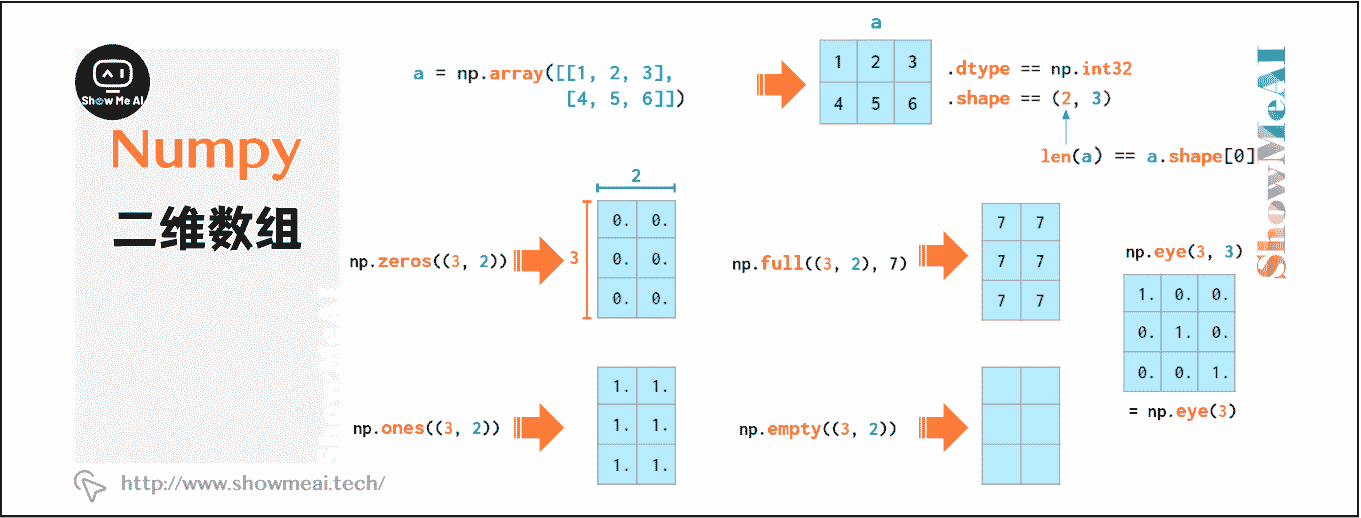 Show Me AI
Numpy
二维数组
a = np.array([[1, 2, 3],
[4, 5, 6]])
a
1 2 3
4 5 6
.dtype == np.int32
.shape == (2, 3)
len(a) == a.shape[0]
np.zeros((3, 2))
2
3
0. 0.
0. 0.
0. 0.
np.full((3, 2), 7)
7 7
7 7
7 7
np.eye(3, 3)
1. 0. 0.
0. 1. 0.
0. 0. 1.
= np.eye(3)
np.ones((3, 2))
1. 1.
1. 1.
1. 1.
np.empty((3, 2))
ShowMeAI
http://www.showmeai.tech/